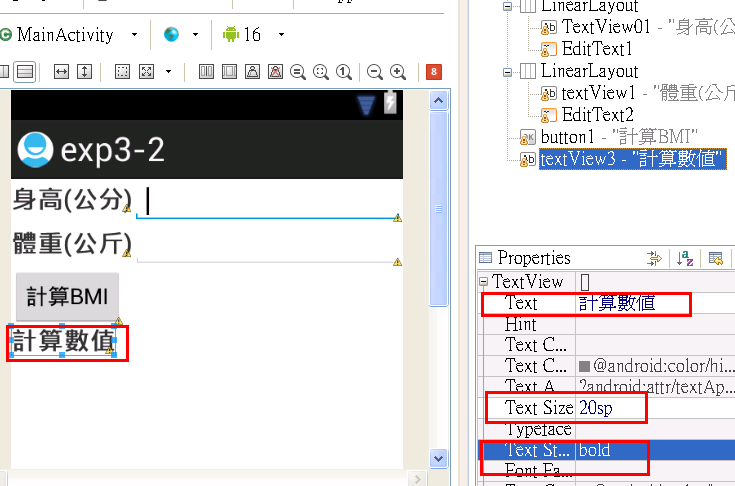 MainActivity
16
8
exp3-2
身高(公分)
體重(公斤)
計算BMI
計算數值
LinearLayout
TextView01 - "身高(公
EditText1
LinearLayout
textView1 - "體重(公斤
EditText2
button1 - "計算BMI"
textView3 - "計算數值"
Properties
TextView []
Text 計算數值
Hint
Text C...
Text C... @android:color/hi
Text A ?android:attr/textAp...
Text Size 20sp
Typeface
Text St... bold
Font Fa...